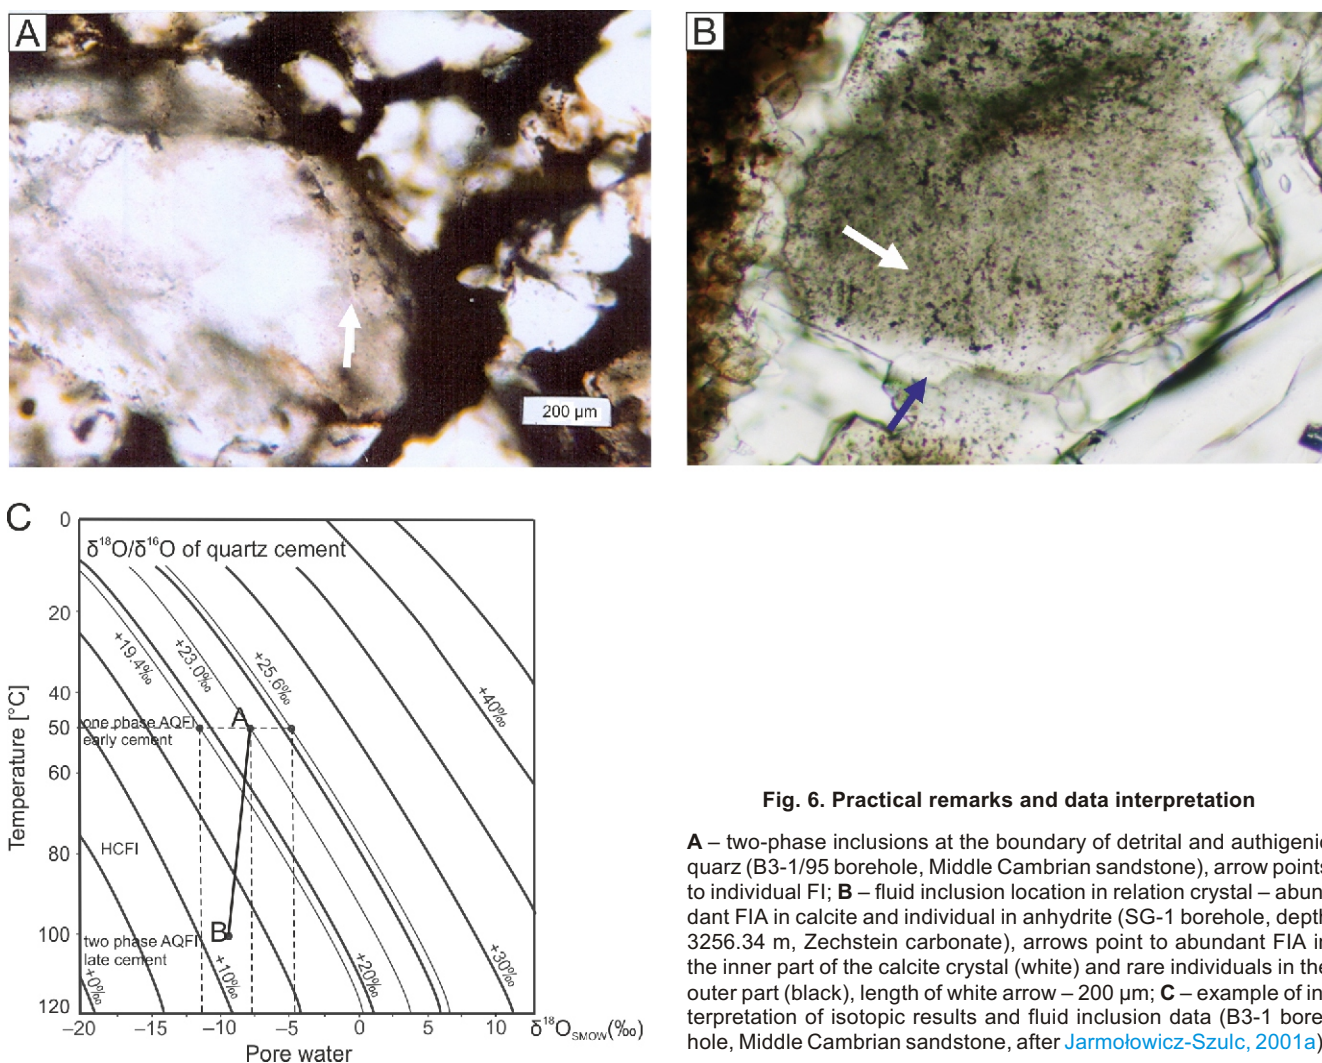 A
B
200 µm
C
δ¹⁸O/δ¹⁶O of quartz cement
0
20
40
50
60
80
100
120
Temperature [°C]
+19.4‰
+23.0‰
+25.6‰
+40‰
one phase AQFI
early cement
A
HCFI
B
two phase AQFI
late cement
+0‰
+10‰
+20‰
+30‰
–20
–15
–10
–5
0
5
10
δ¹⁸O SMOW (‰)
Pore water
Fig. 6. Practical remarks and data interpretation
A – two-phase inclusions at the boundary of detrital and authigenic
quarz (B3-1/95 borehole, Middle Cambrian sandstone), arrow points
to individual FI; B – fluid inclusion location in relation crystal – abun-
dant FIA in calcite and individual in anhydrite (SG-1 borehole, depth
3256.34 m, Zechstein carbonate), arrows point to abundant FIA in
the inner part of the calcite crystal (white) and rare individuals in the
outer part (black), length of white arrow – 200 µm; C – example of in-
terpretation of isotopic results and fluid inclusion data (B3-1 bore-
hole, Middle Cambrian sandstone, after Jarmołowicz-Szulc, 2001a)